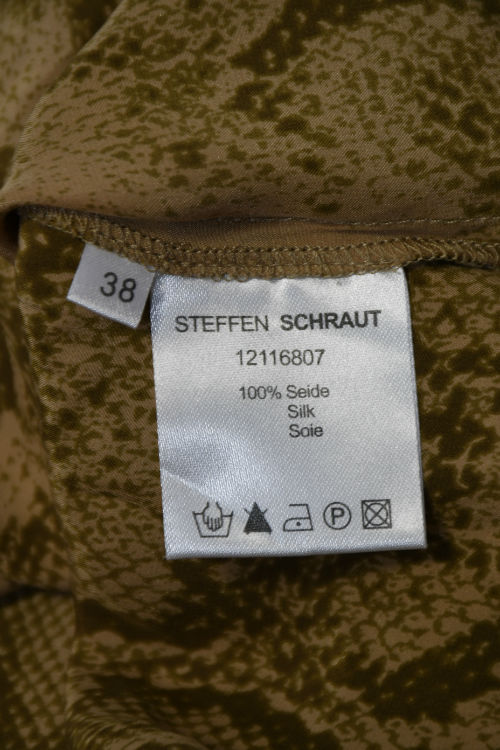 38
STEFFEN SCHRAUT
12116807
100% Seide
Silk
Soie
P